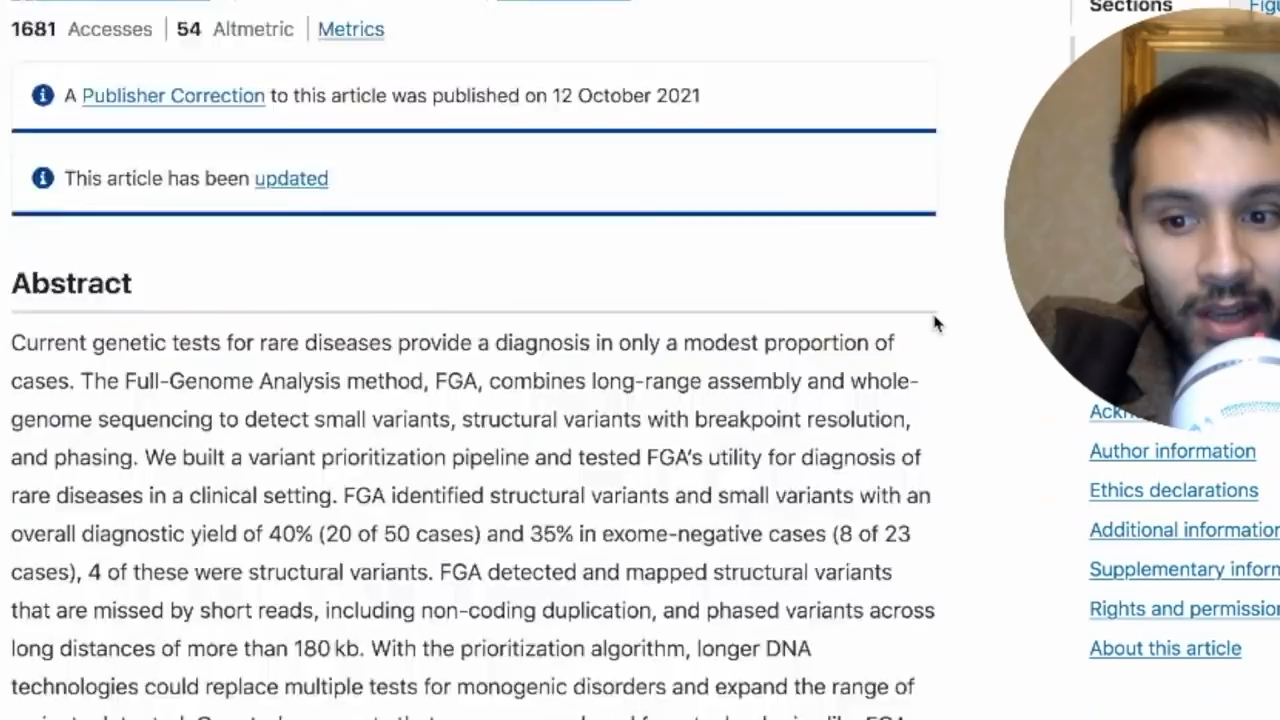 Sections
1681 Accesses | 54 Altmetric | Metrics
A Publisher Correction to this article was published on 12 October 2021
This article has been updated
Abstract
Current genetic tests for rare diseases provide a diagnosis in only a modest proportion of
cases. The Full-Genome Analysis method, FGA, combines long-range assembly and whole-
genome sequencing to detect small variants, structural variants with breakpoint resolution,
and phasing. We built a variant prioritization pipeline and tested FGA's utility for diagnosis of
rare diseases in a clinical setting. FGA identified structural variants and small variants with an
overall diagnostic yield of 40% (20 of 50 cases) and 35% in exome-negative cases (8 of 23
cases), 4 of these were structural variants. FGA detected and mapped structural variants
that are missed by short reads, including non-coding duplication, and phased variants across
long distances of more than 180 kb. With the prioritization algorithm, longer DNA
technologies could replace multiple tests for monogenic disorders and expand the range of
Author information
Ethics declarations
Additional information
Supplementary inform
Rights and permission
About this article